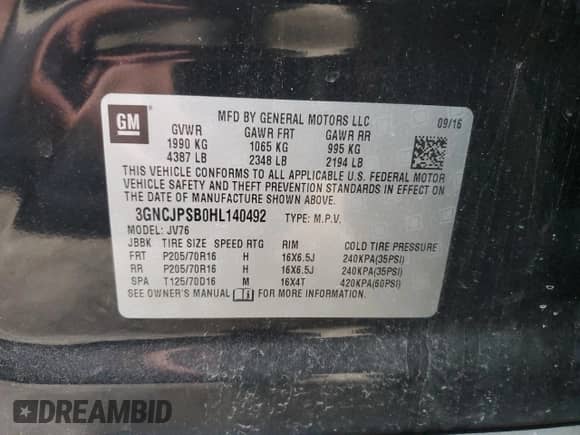 GM
MFD BY GENERAL MOTORS LLC 09/16
GVWR GAWR FRT GAWR RR
1990 KG 1065 KG 995 KG
4387 LB 2348 LB 2194 LB
THIS VEHICLE CONFORMS TO ALL APPLICABLE U.S. FEDERAL MOTOR
VEHICLE SAFETY AND THEFT PREVENTION STANDARDS IN EFFECT ON
THE DATE OF MANUFACTURE SHOWN ABOVE.
3GNCJPSB0HL140492 TYPE: M.P.V.
MODEL: JV76
JBBK TIRE SIZE SPEED RTG RIM COLD TIRE PRESSURE
FRT P205/70R16 H 16X6.5J 240KPA(35PSI)
RR P205/70R16 H 16X6.5J 240KPA(35PSI)
SPA T125/70D16 M 16X4T 420KPA(60PSI)
SEE OWNER'S MANUAL FOR MORE INFORMATION
DREAMBID